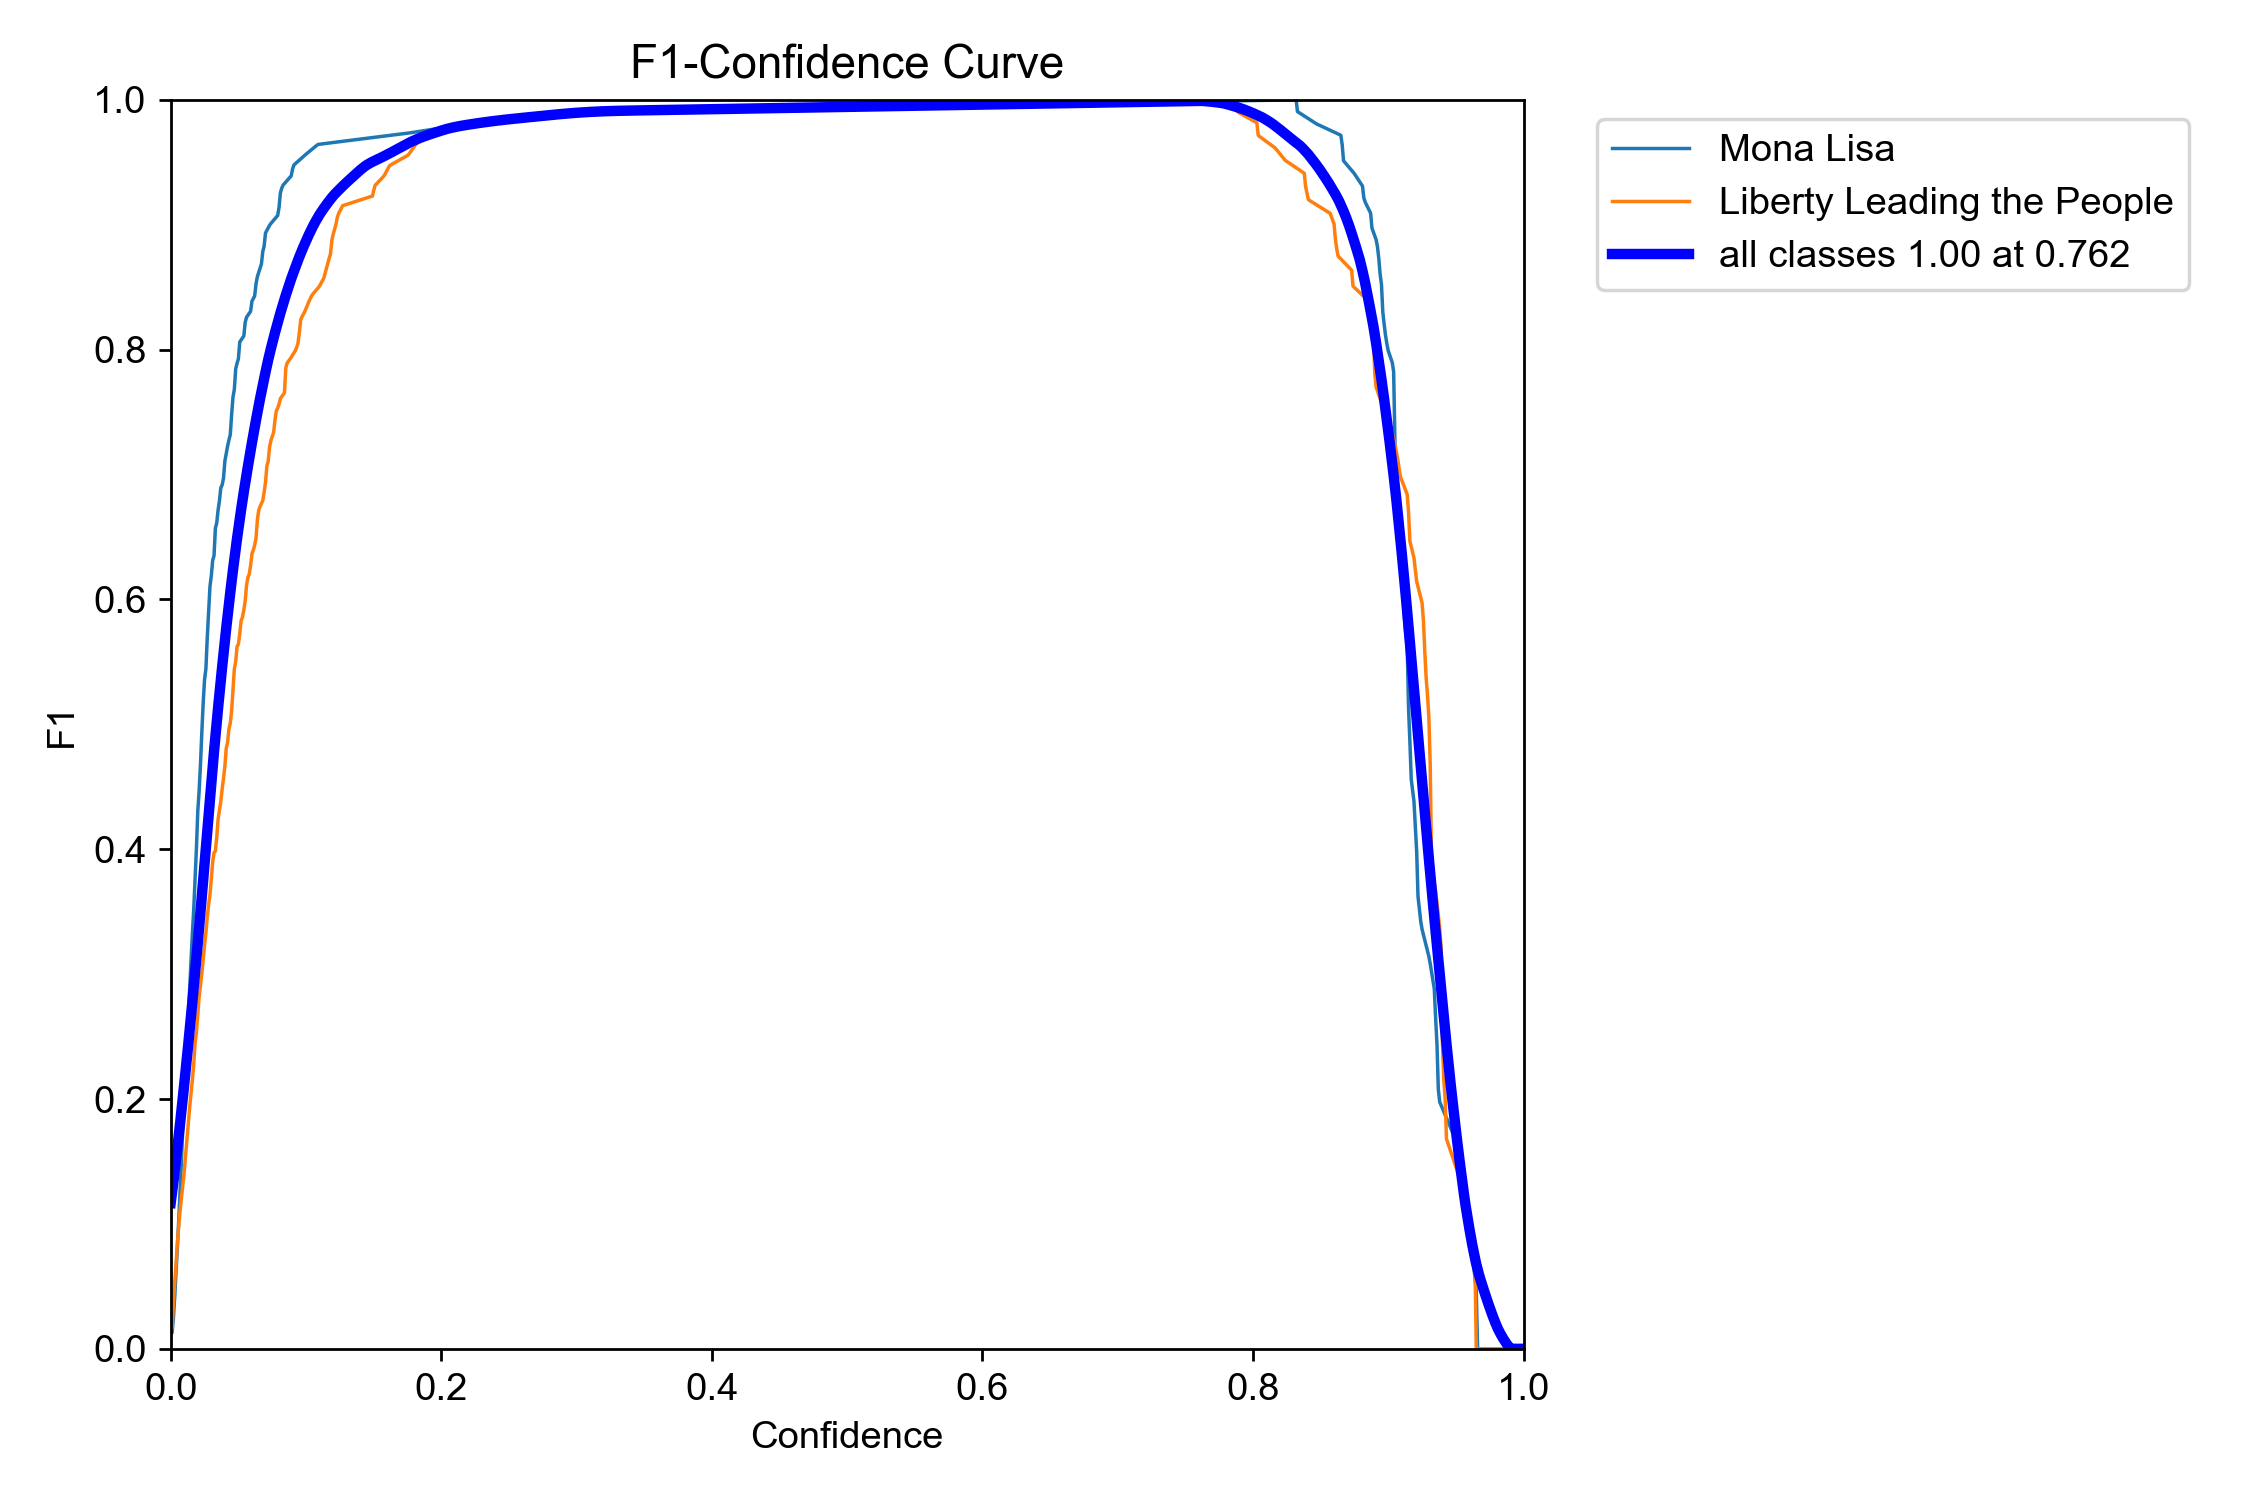 F1-Confidence Curve
1.0
0.8
0.6
0.4
0.2
0.0
F1
0.0 0.2 0.4 0.6 0.8 1.0
Confidence
Mona Lisa
Liberty Leading the People
all classes 1.00 at 0.762